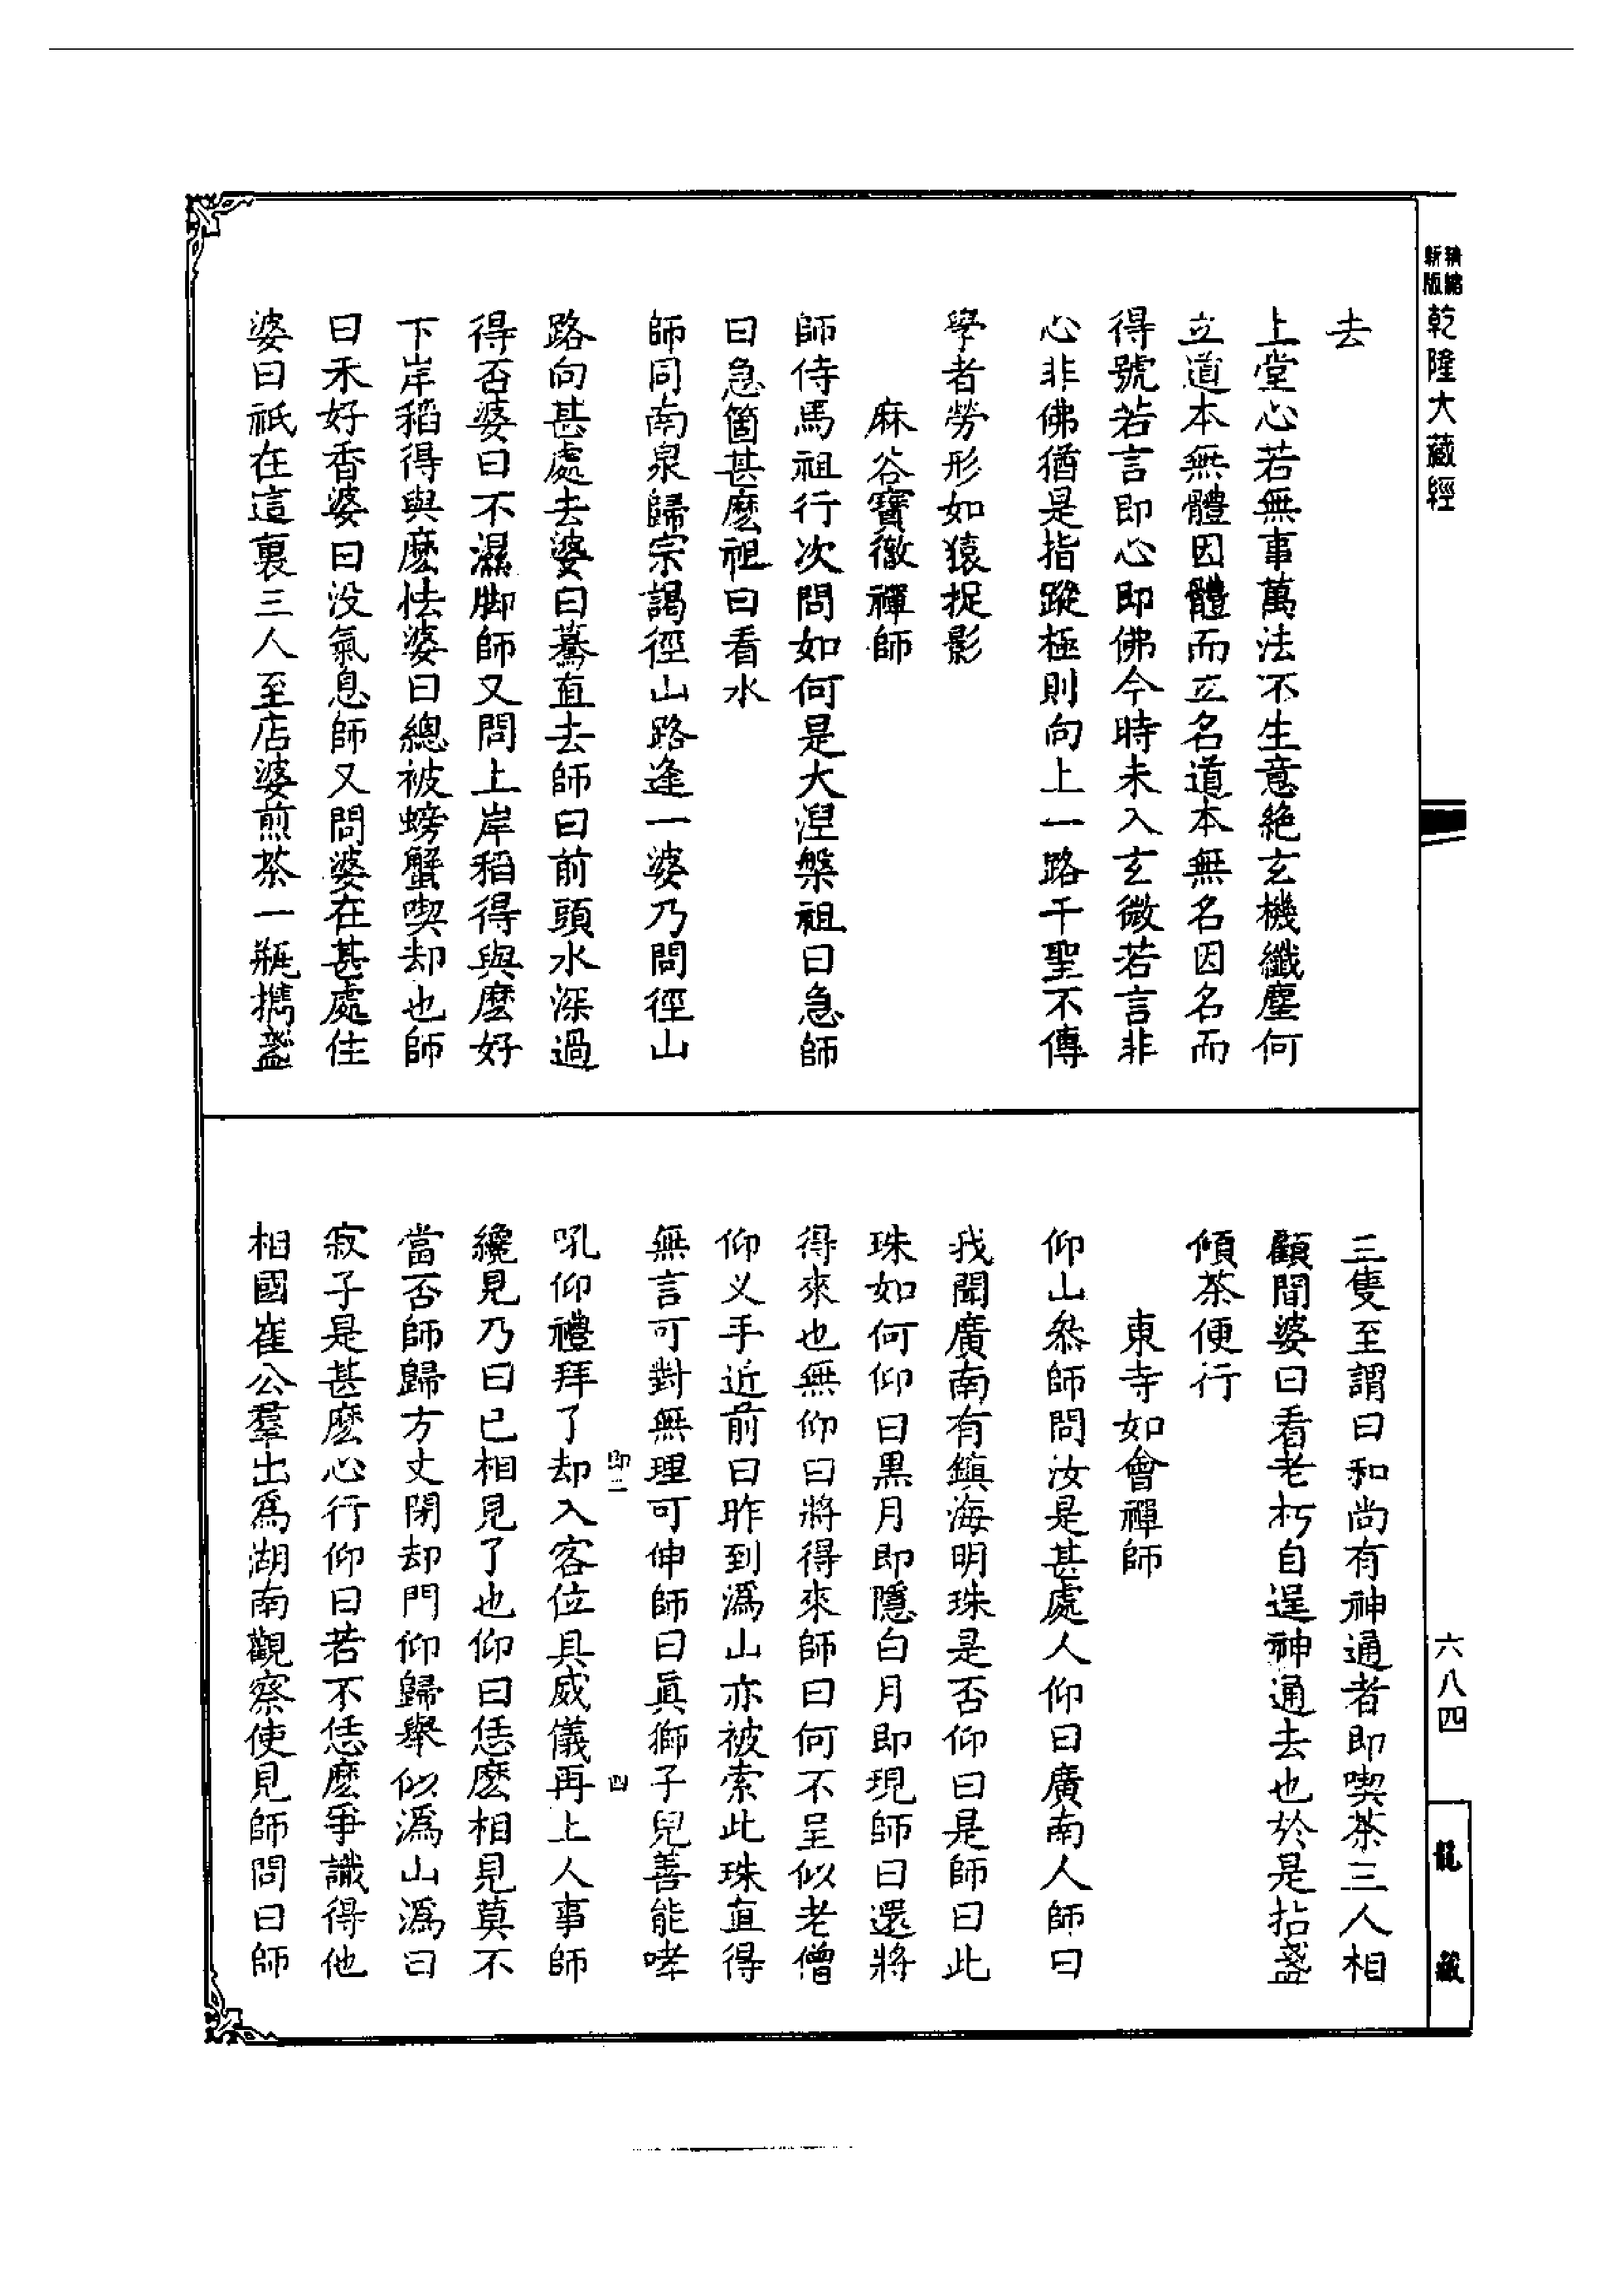 精縮
新版
乾隆大藏經
去
上堂心若無事萬法不生意絕玄機纖塵何
立道本無體因體而立名道本無名因名而
得號若言即心即佛今時未入玄微若言非
心非佛猶是指蹤極則向上一路千聖不傳
學者勞形如猿捉影
麻谷寶徹禪師
師侍馬祖行次問如何是大涅槃祖曰急師
曰急箇甚麽祖曰看水
師同南泉歸宗謁徑山路逢一婆乃問徑山
路向甚處去婆曰驀直去師曰前頭水深過
得否婆曰不濕脚師又問上岸稻得與麽好
下岸稻得與麽怯婆曰總被螃蟹喫却也師
曰禾好香婆曰没氣息師又問婆在甚處住
婆曰祇在這裏三人至店婆煎茶一瓶擕盞
三隻至謂曰和尚有神通者即喫茶三人相
顧間婆曰看老朽自逞神通去也於是拈盞
傾茶便行
東寺如會禪師
仰山叅師問汝是甚處人仰曰廣南人師曰
我聞廣南有鎭海明珠是否仰曰是師曰此
珠如何仰曰黑月即隱白月即現師曰還將
得來也無仰曰將得來師曰何不呈似老僧
仰义手近前曰昨到溈山亦被索此珠直得
無言可對無理可伸師曰眞獅子兒善能哮
四
吼仰禮拜了却入客位具威儀再上人事師
纔見乃曰已相見了也仰曰恁麽相見莫不
當否師歸方丈閉却門仰歸舉似溈山溈曰
寂子是甚麽心行仰曰若不恁麽爭識得他
相國崔公羣出爲湖南觀察使見師問曰師
六八四
龍藏